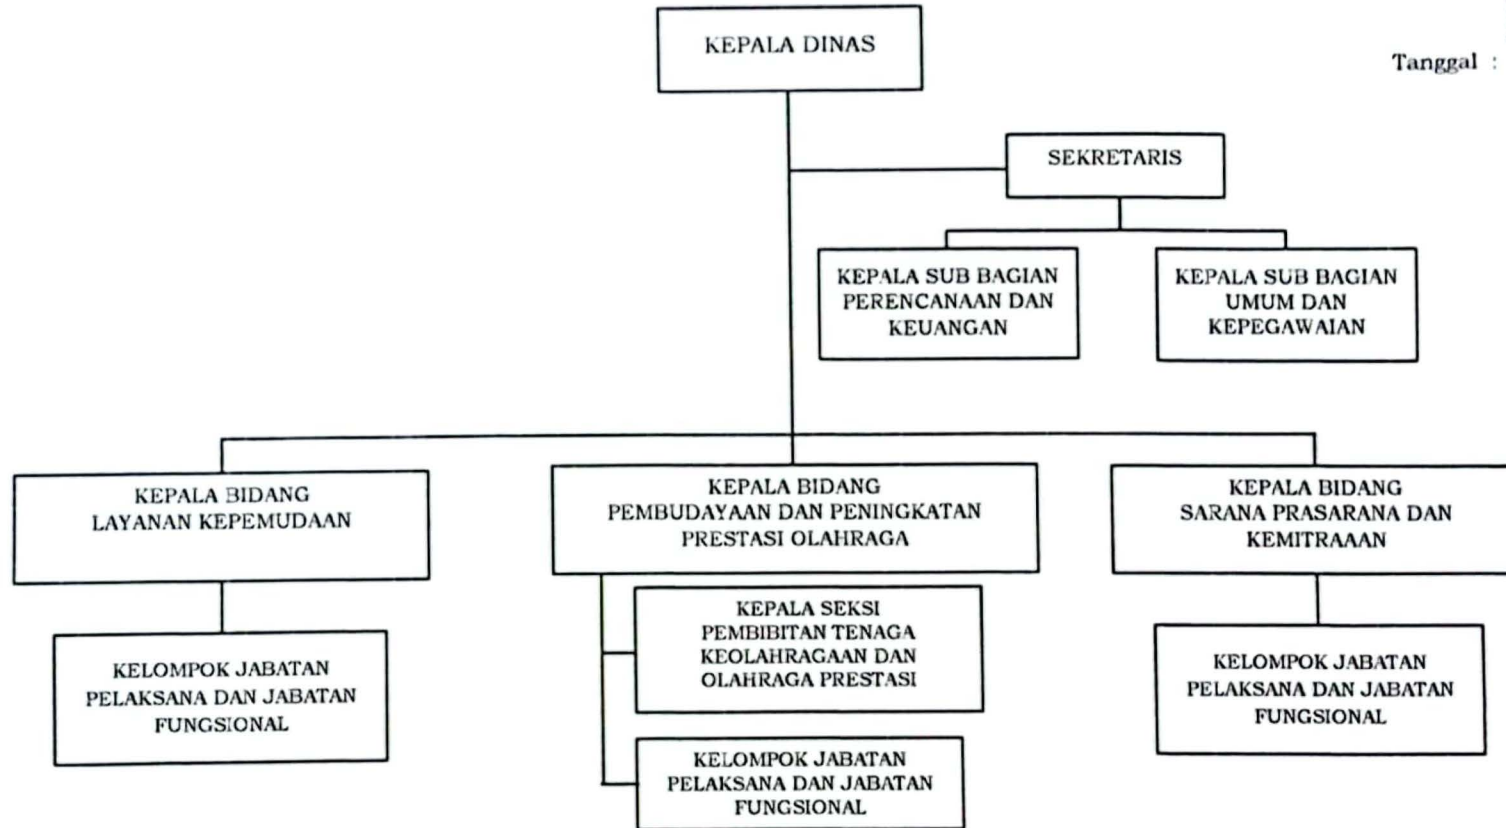 KEPALA DINAS
Tanggal :
SEKRETARIS
KEPALA SUB BAGIAN
PERENCANAAN DAN
KEUANGAN
KEPALA SUB BAGIAN
UMUM DAN
KEPEGAWAIAN
KEPALA BIDANG
LAYANAN KEPEMUDAAN
KEPALA BIDANG
PEMBUDAYAAN DAN PENINGKATAN
PRESTASI OLAHRAGA
KEPALA BIDANG
SARANA PRASARANA DAN
KEMITRAAAN
KELOMPOK JABATAN
PELAKSANA DAN JABATAN
FUNGSIONAL
KEPALA SEKSI
PEMBIBITAN TENAGA
KEOLAHRAGAAN DAN
OLAHRAGA PRESTASI
KELOMPOK JABATAN
PELAKSANA DAN JABATAN
FUNGSIONAL
KELOMPOK JABATAN
PELAKSANA DAN JABATAN
FUNGSIONAL